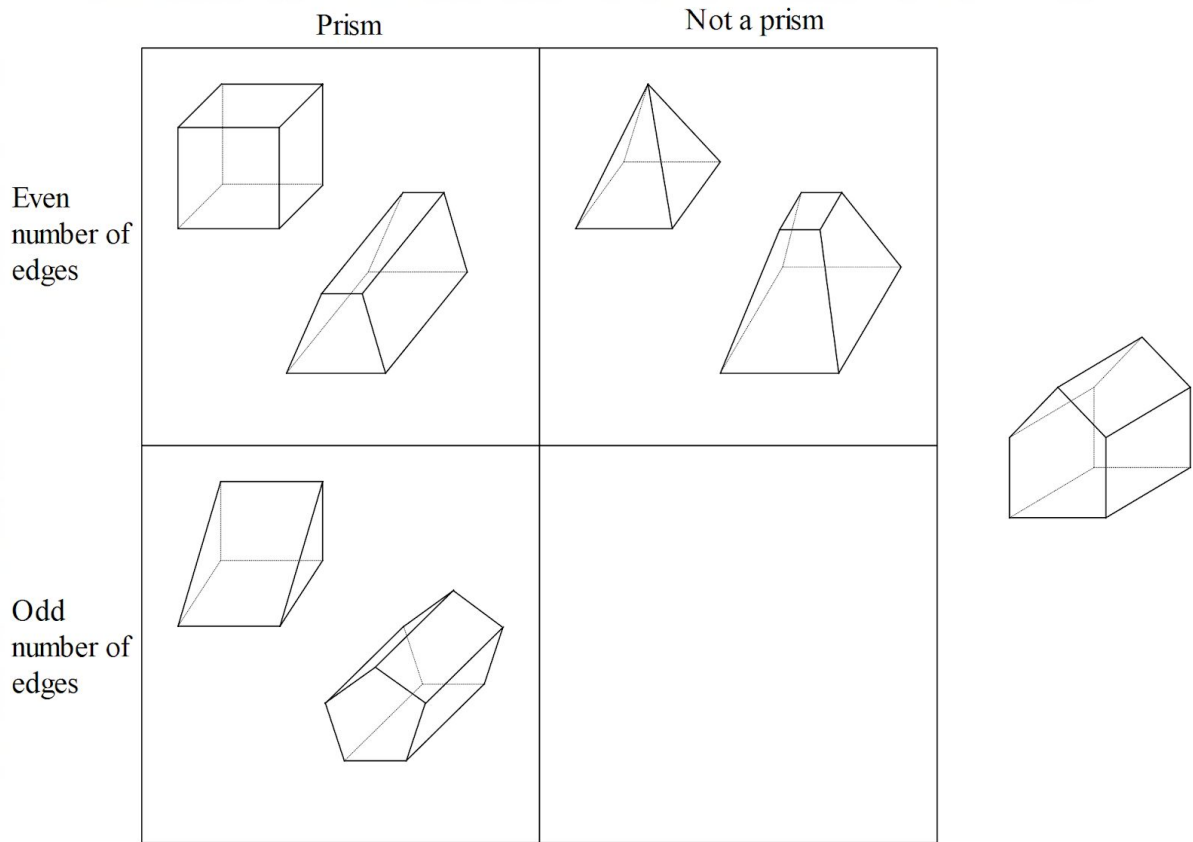 Prism
Not a prism
Even
number of
edges
Odd
number of
edges